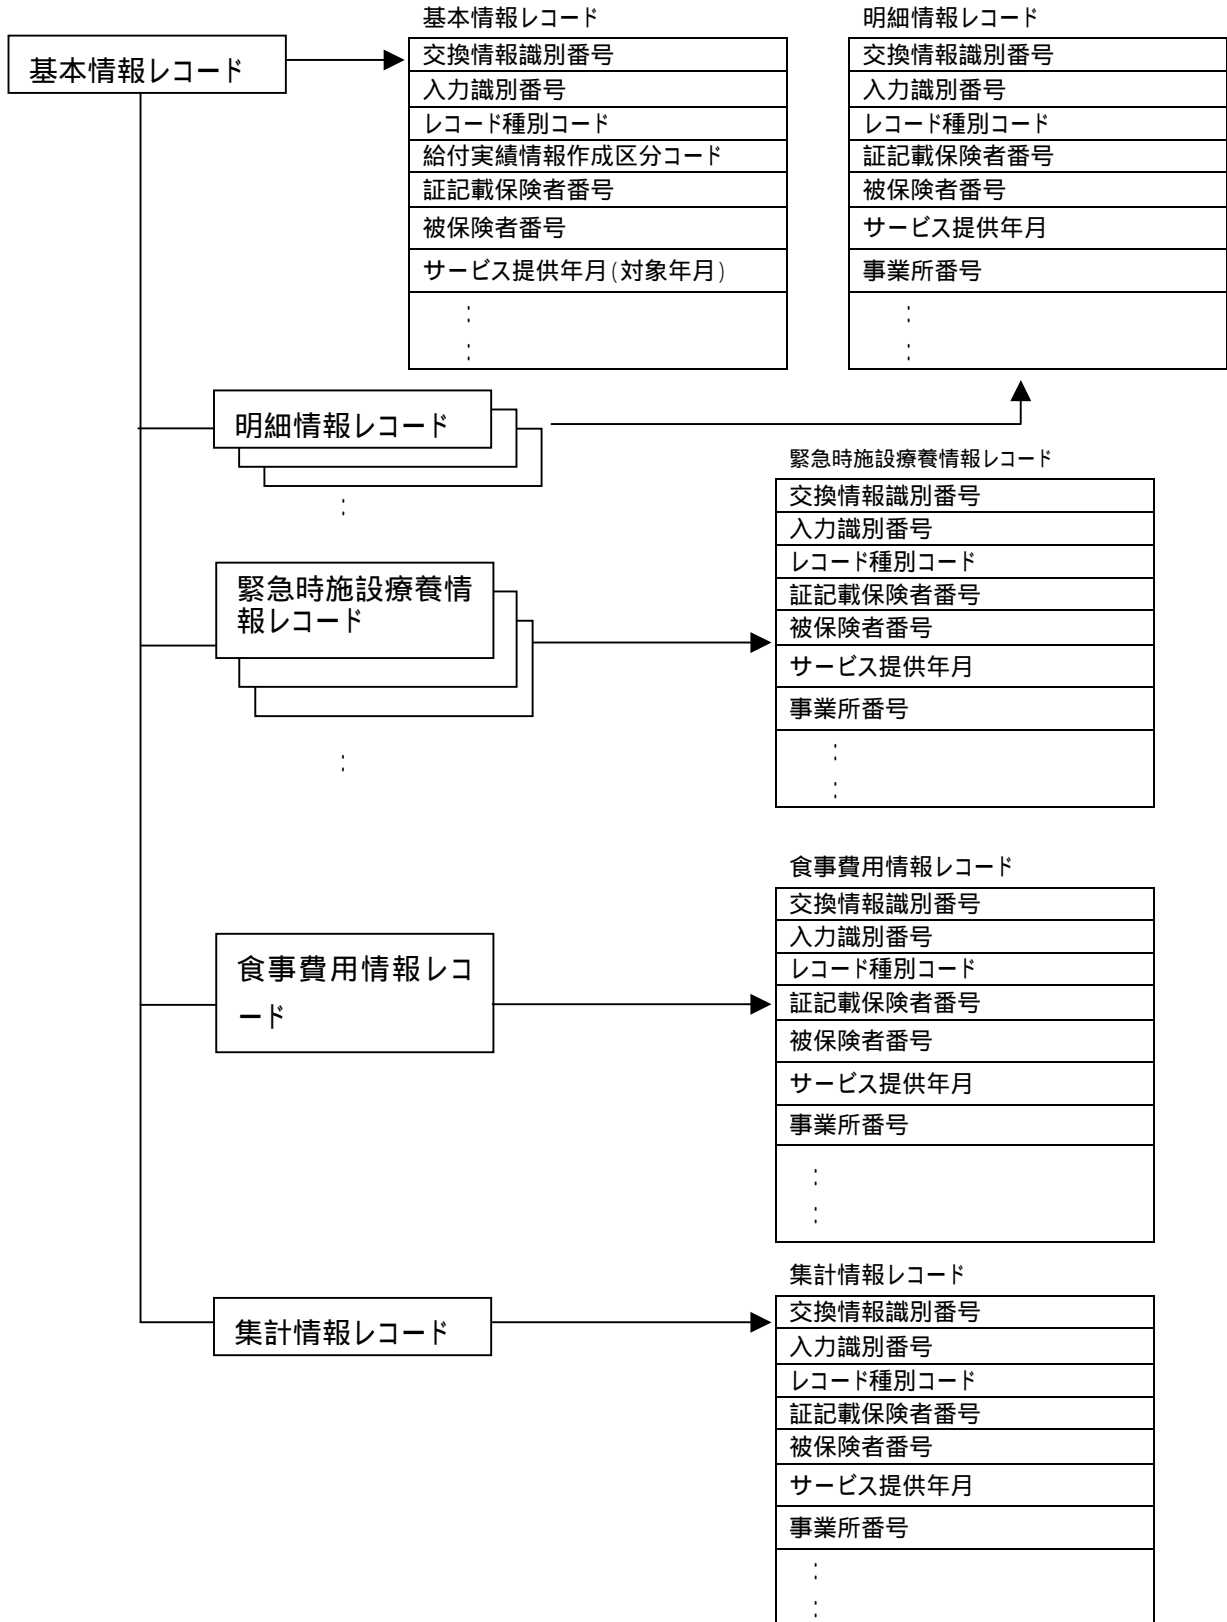 基本情報レコード
基本情報レコード
交換情報識別番号
入力識別番号
レコード種別コード
給付実績情報作成区分コード
証記載保険者番号
被保険者番号
サービス提供年月(対象年月)
:
:
明細情報レコード
交換情報識別番号
入力識別番号
レコード種別コード
証記載保険者番号
被保険者番号
サービス提供年月
事業所番号
:
:
明細情報レコード
:
緊急時施設療養情
報レコード
:
緊急時施設療養情報レコード
交換情報識別番号
入力識別番号
レコード種別コード
証記載保険者番号
被保険者番号
サービス提供年月
事業所番号
:
:
食事費用情報レコ
ード
食事費用情報レコード
交換情報識別番号
入力識別番号
レコード種別コード
証記載保険者番号
被保険者番号
サービス提供年月
事業所番号
:
:
集計情報レコード
集計情報レコード
交換情報識別番号
入力識別番号
レコード種別コード
証記載保険者番号
被保険者番号
サービス提供年月
事業所番号
:
: